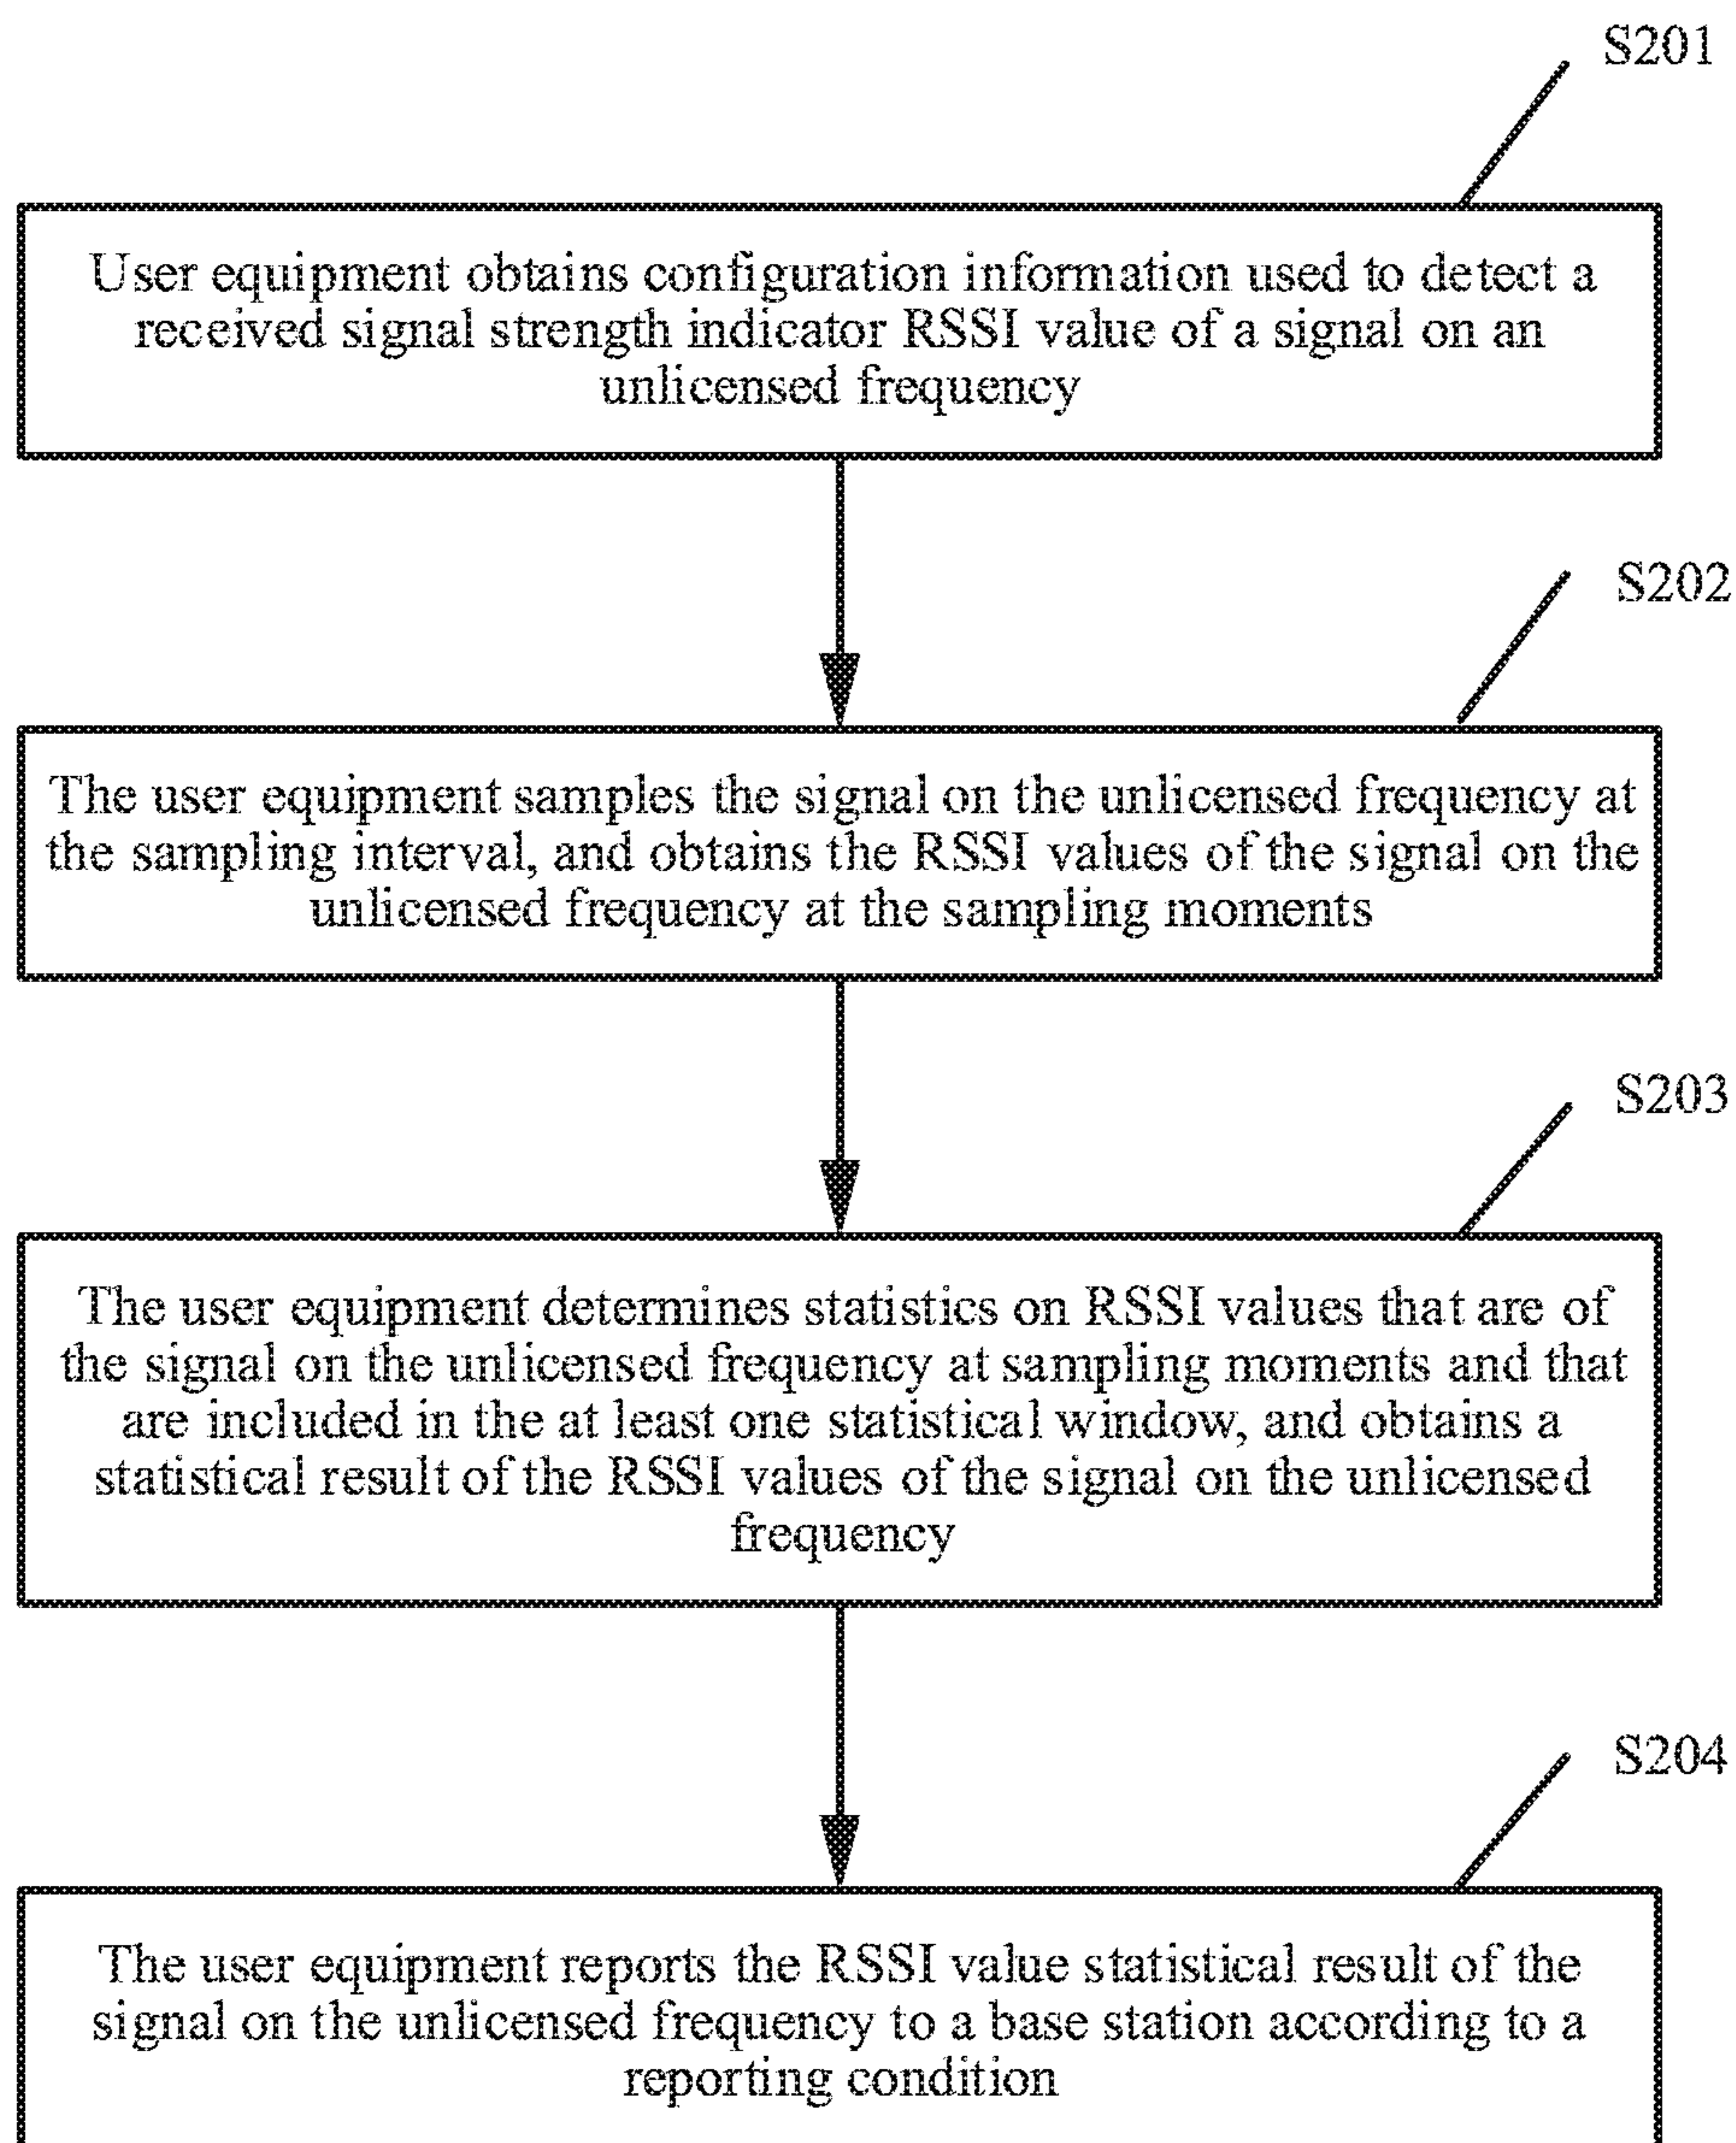 S201
User equipment obtains configuration information used to detect a
received signal strength indicator RSSI value of a signal on an
unlicensed frequency
S202
The user equipment samples the signal on the unlicensed frequency at
the sampling interval, and obtains the RSSI values of the signal on the
unlicensed frequency at the sampling moments
S203
The user equipment determines statistics on RSSI values that are of
the signal on the unlicensed frequency at sampling moments and that
are included in the at least one statistical window, and obtains a
statistical result of the RSSI values of the signal on the unlicensed
frequency
S204
The user equipment reports the RSSI value statistical result of the
signal on the unlicensed frequency to a base station according to a
reporting condition